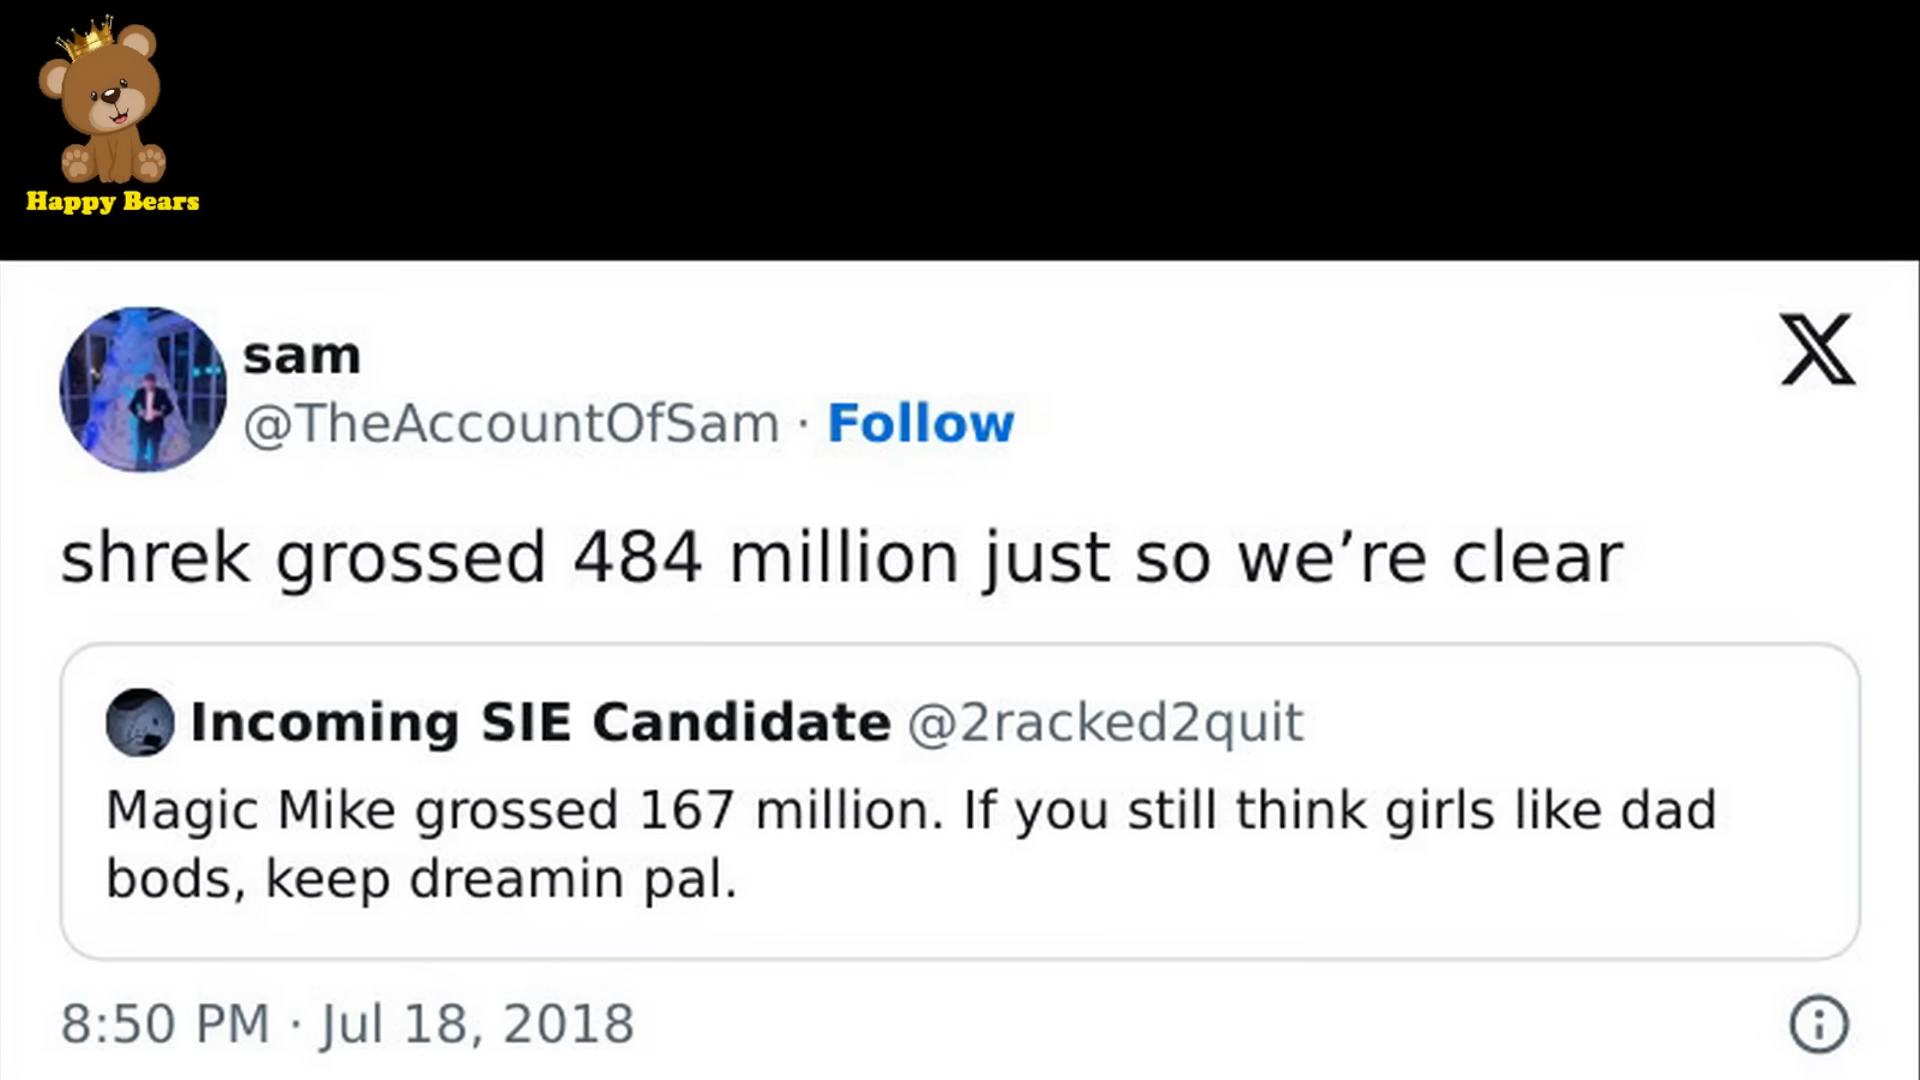 Happy Bears
sam
@TheAccountOfSam · Follow
shrek grossed 484 million just so we’re clear
Incoming SIE Candidate @2racked2quit
Magic Mike grossed 167 million. If you still think girls like dad
bods, keep dreamin pal.
8:50 PM · Jul 18, 2018